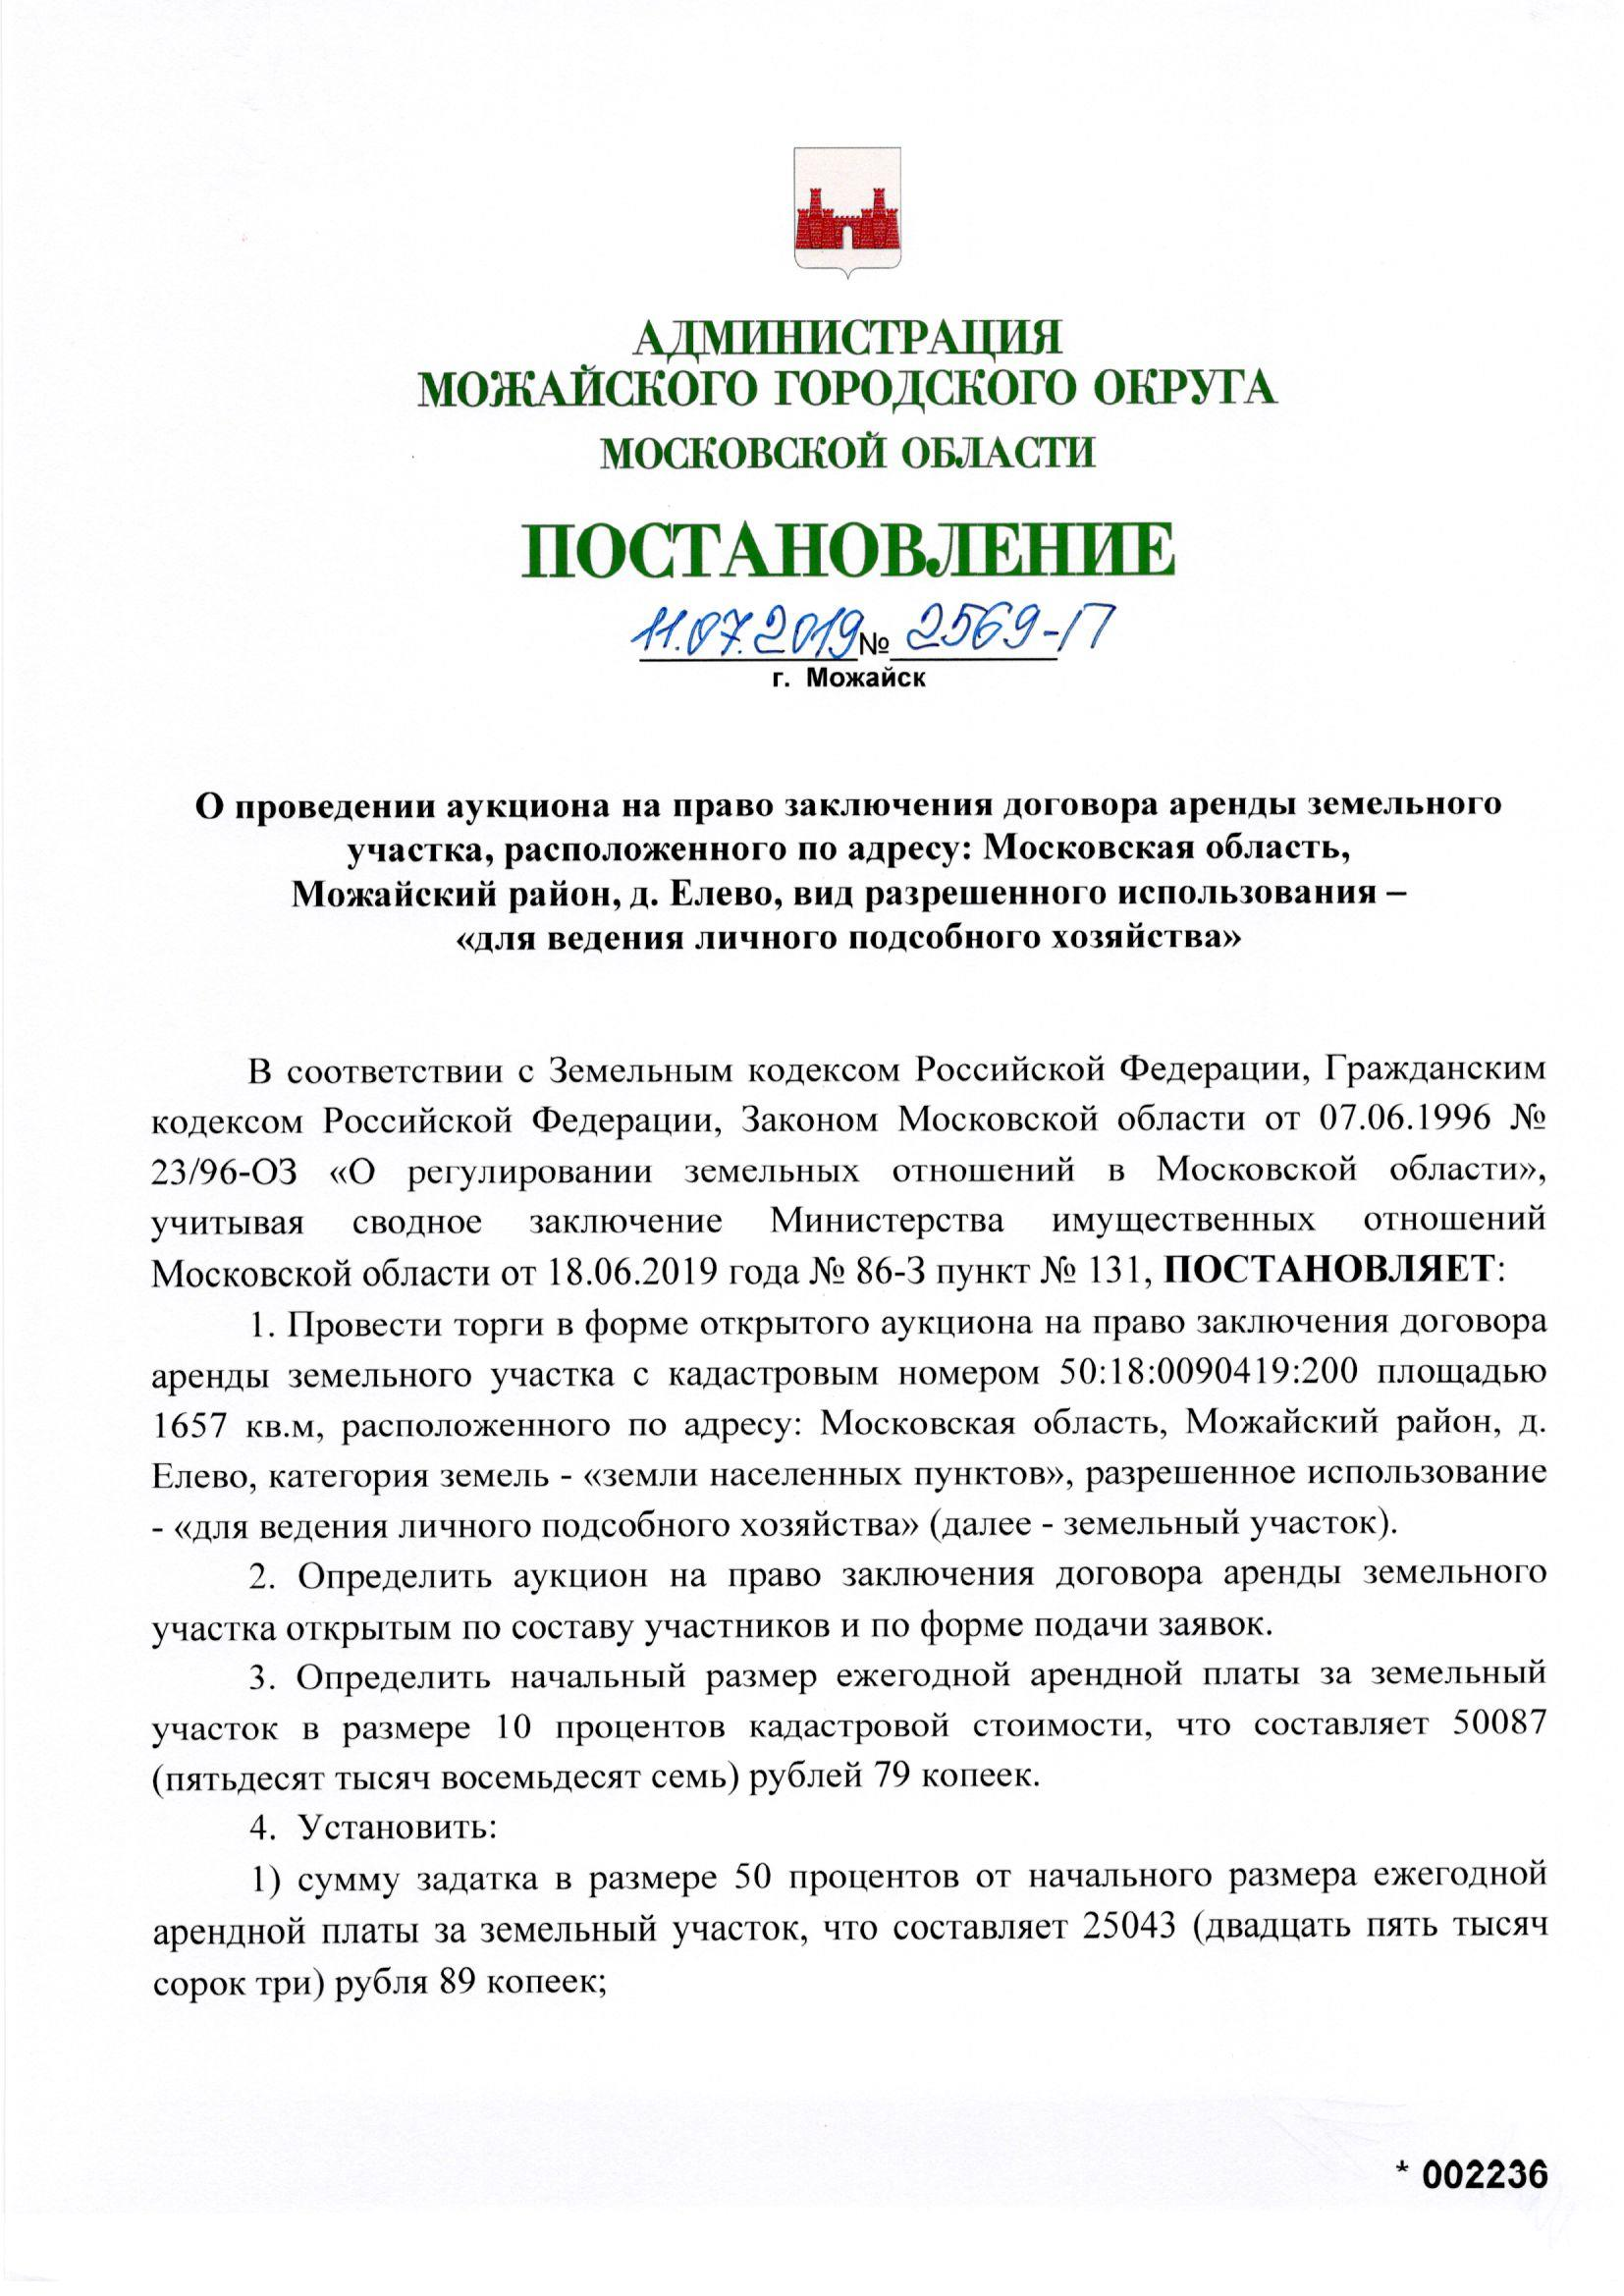 АДМИНИСТРАЦИЯ
МОЖАЙСКОГО ГОРОДСКОГО ОКРУГА
МОСКОВСКОЙ ОБЛАСТИ
ПОСТАНОВЛЕНИЕ
11.07.2019 № 2569-П
г. Можайск
О проведении аукциона на право заключения договора аренды земельного
участка, расположенного по адресу: Московская область,
Можайский район, д. Елево, вид разрешенного использования –
«для ведения личного подсобного хозяйства»
В соответствии с Земельным кодексом Российской Федерации, Гражданским
кодексом Российской Федерации, Законом Московской области от 07.06.1996 №
23/96-ОЗ «О регулировании земельных отношений в Московской области»,
учитывая сводное заключение Министерства имущественных отношений
Московской области от 18.06.2019 года № 86-З пункт № 131, ПОСТАНОВЛЯЕТ:
1. Провести торги в форме открытого аукциона на право заключения договора
аренды земельного участка с кадастровым номером 50:18:0090419:200 площадью
1657 кв.м, расположенного по адресу: Московская область, Можайский район, д.
Елево, категория земель - «земли населенных пунктов», разрешенное использование
- «для ведения личного подсобного хозяйства» (далее - земельный участок).
2. Определить аукцион на право заключения договора аренды земельного
участка открытым по составу участников и по форме подачи заявок.
3. Определить начальный размер ежегодной арендной платы за земельный
участок в размере 10 процентов кадастровой стоимости, что составляет 50087
(пятьдесят тысяч восемьдесят семь) рублей 79 копеек.
4. Установить:
1) сумму задатка в размере 50 процентов от начального размера ежегодной
арендной платы за земельный участок, что составляет 25043 (двадцать пять тысяч
сорок три) рубля 89 копеек;
* 002236